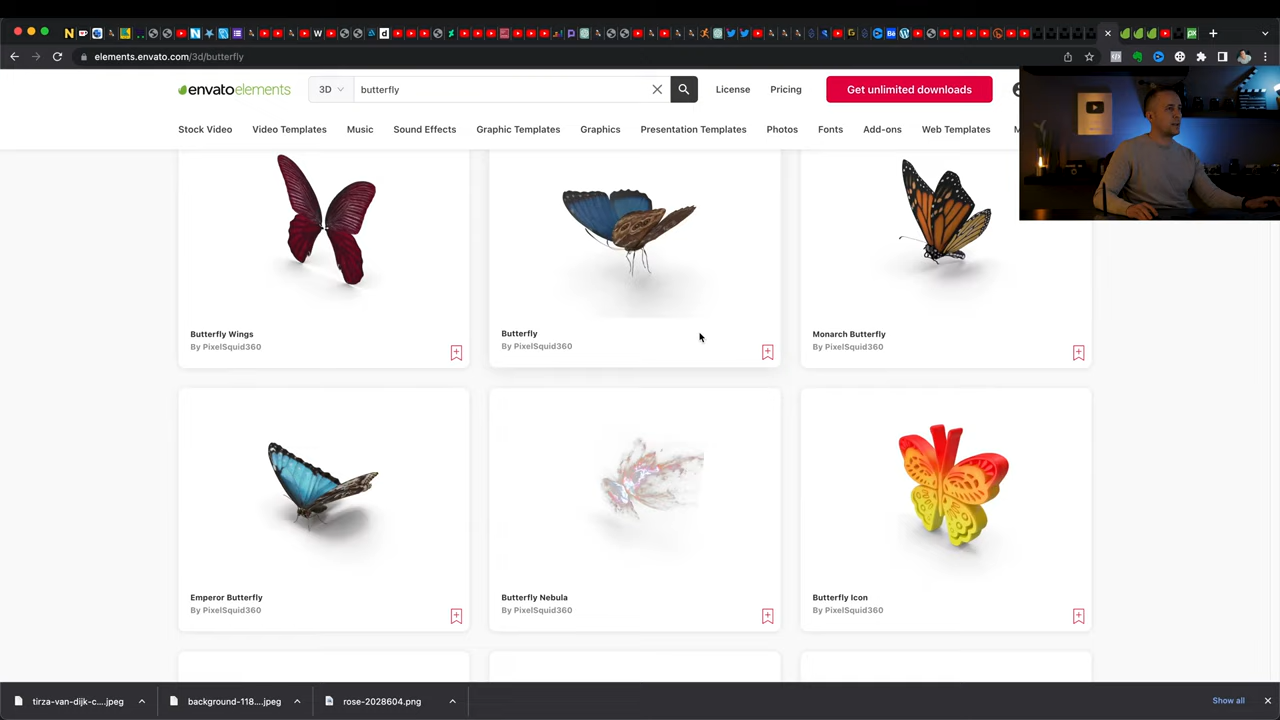 elements.envato.com/3d/butterfly
envatoelements
3D
butterfly
License
Pricing
Get unlimited downloads
Stock Video
Video Templates
Music
Sound Effects
Graphic Templates
Graphics
Presentation Templates
Photos
Fonts
Add-ons
Web Templates
Butterfly Wings
By PixelSquid360
Butterfly
By PixelSquid360
Monarch Butterfly
By PixelSquid360
Emperor Butterfly
By PixelSquid360
Butterfly Nebula
By PixelSquid360
Butterfly Icon
By PixelSquid360
tirza-van-dijk-c....jpeg
background-118....jpeg
rose-2028604.png
Show all